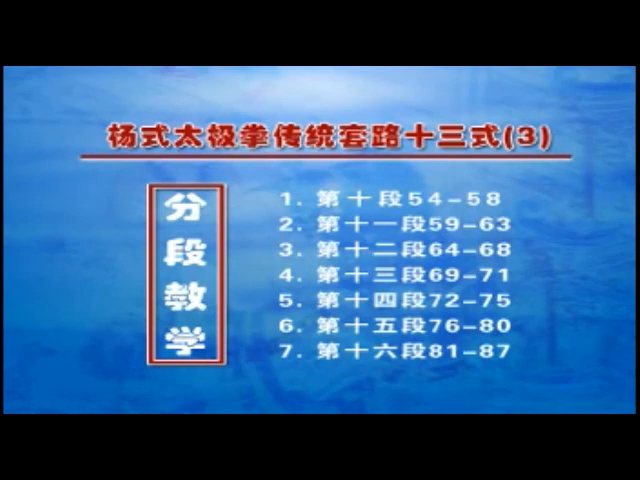 杨式太极拳传統套路十三式(3)
分段教学
1. 第十段54-58
2. 第十一段59-63
3. 第十二段64-68
4. 第十三段69-71
5. 第十四段72-75
6. 第十五段76-80
7. 第十六段81-87